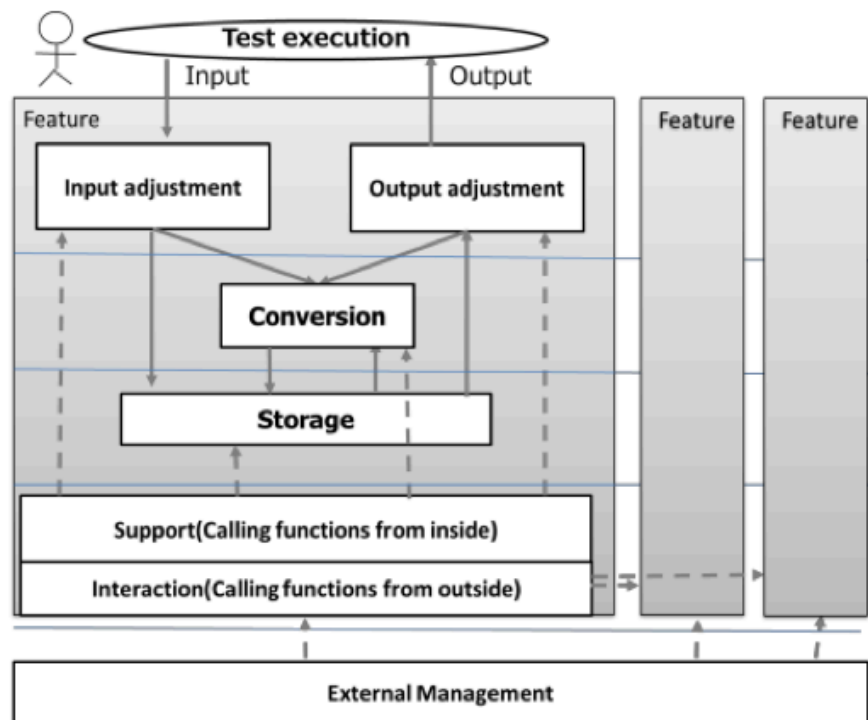 Test execution
Input
Output
Feature
Feature
Feature
Input adjustment
Output adjustment
Conversion
Storage
Support(Calling functions from inside)
Interaction(Calling functions from outside)
External Management